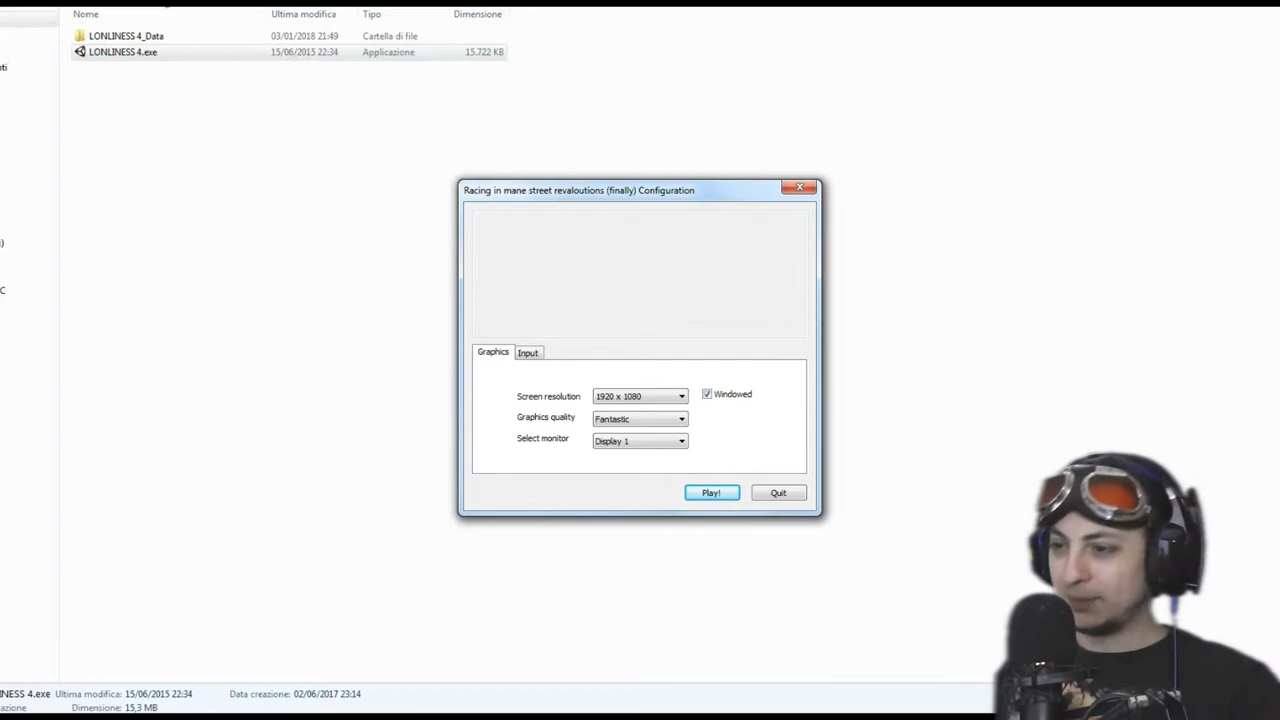 Nome Ultima modifica Tipo Dimensione
LONLINESS 4_Data 03/01/2018 21:49 Cartella di file
LONLINESS 4.exe 15/06/2015 22:34 Applicazione 15.722 KB
nti
Racing in mane street revaloutions (finally) Configuration
C
Graphics Input
Screen resolution 1920 x 1080 Windowed
Graphics quality Fantastic
Select monitor Display 1
Play! Quit
NESS 4.exe Ultima modifica: 15/06/2015 22:34 Data creazione: 02/06/2017 23:14
azione Dimensione: 15,3 MB